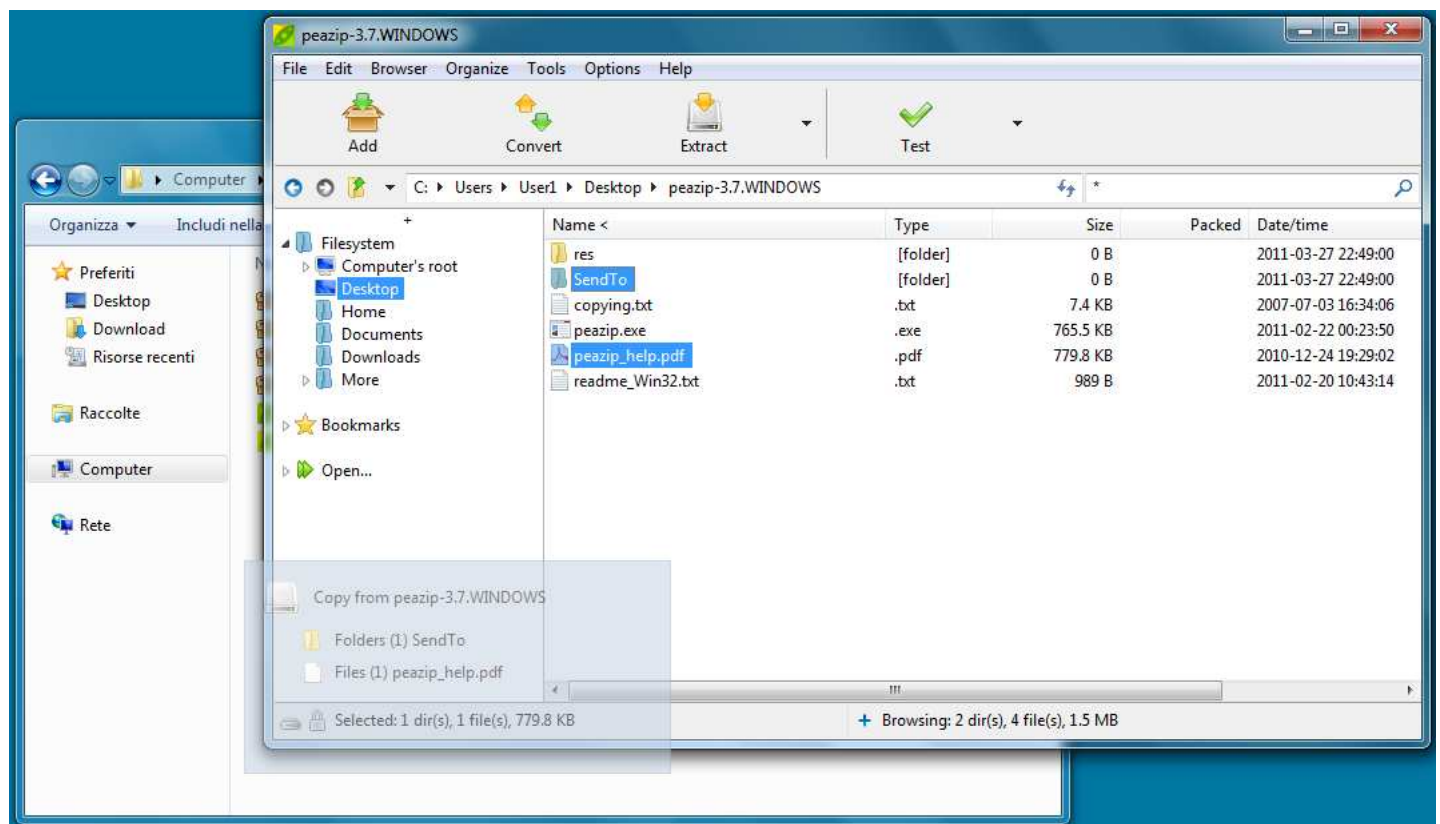 peazip-3.7.WINDOWS
File Edit Browser Organize Tools Options Help
Add Convert Extract Test
C: Users User1 Desktop peazip-3.7.WINDOWS *
+
Filesystem
Computer's root
Desktop
Home
Documents
Downloads
More
Bookmarks
Open...
Name < Type Size Packed Date/time
res [folder] 0 B 2011-03-27 22:49:00
SendTo [folder] 0 B 2011-03-27 22:49:00
copying.txt .txt 7.4 KB 2007-07-03 16:34:06
peazip.exe .exe 765.5 KB 2011-02-22 00:23:50
peazip_help.pdf .pdf 779.8 KB 2010-12-24 19:29:02
readme_Win32.txt .txt 989 B 2011-02-20 10:43:14
Copy from peazip-3.7.WINDOWS
Folders (1) SendTo
Files (1) peazip_help.pdf
Selected: 1 dir(s), 1 file(s), 779.8 KB + Browsing: 2 dir(s), 4 file(s), 1.5 MB
Computer
Organizza Includi nella
Preferiti
Desktop
Download
Risorse recenti
Raccolte
Computer
Rete